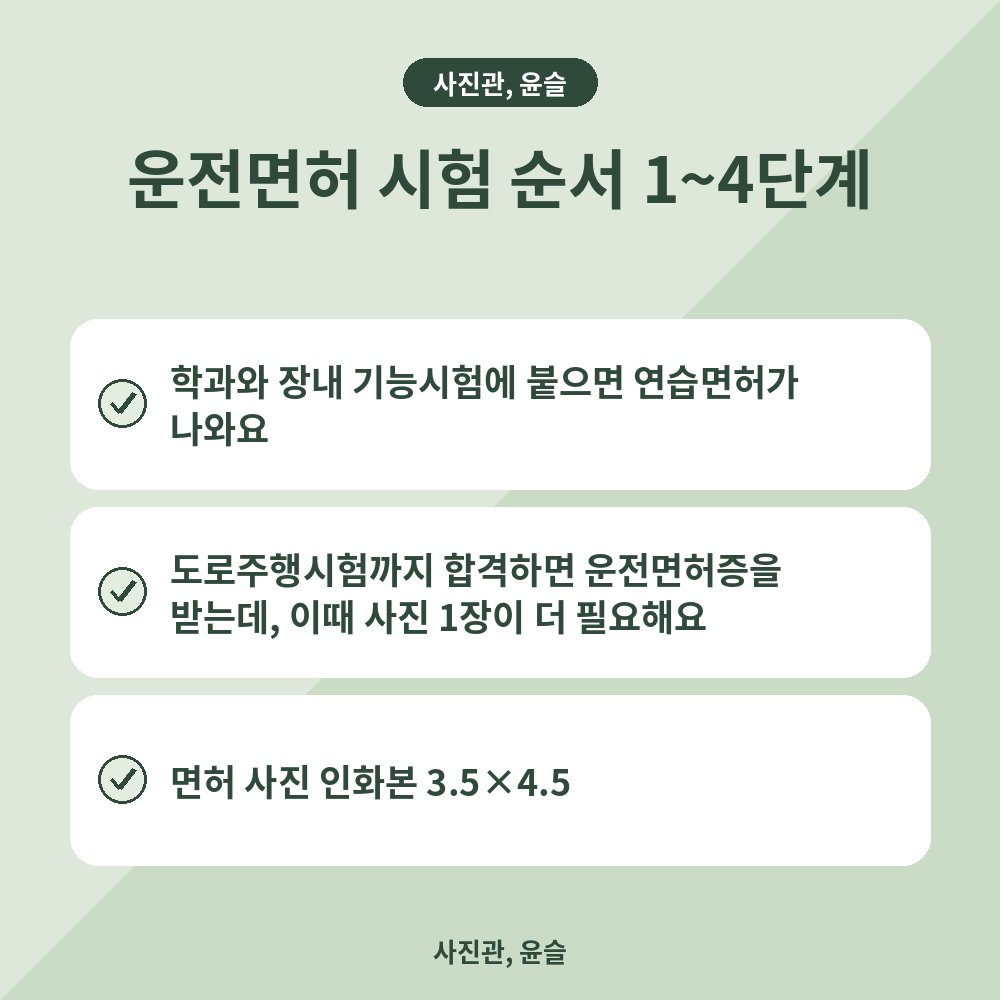 사진관, 윤슬
운전면허 시험 순서 1~4단계
학과와 장내 기능시험에 붙으면 연습면허가
나와요
도로주행시험까지 합격하면 운전면허증을
받는데, 이때 사진 1장이 더 필요해요
면허 사진 인화본 3.5×4.5
사진관, 윤슬